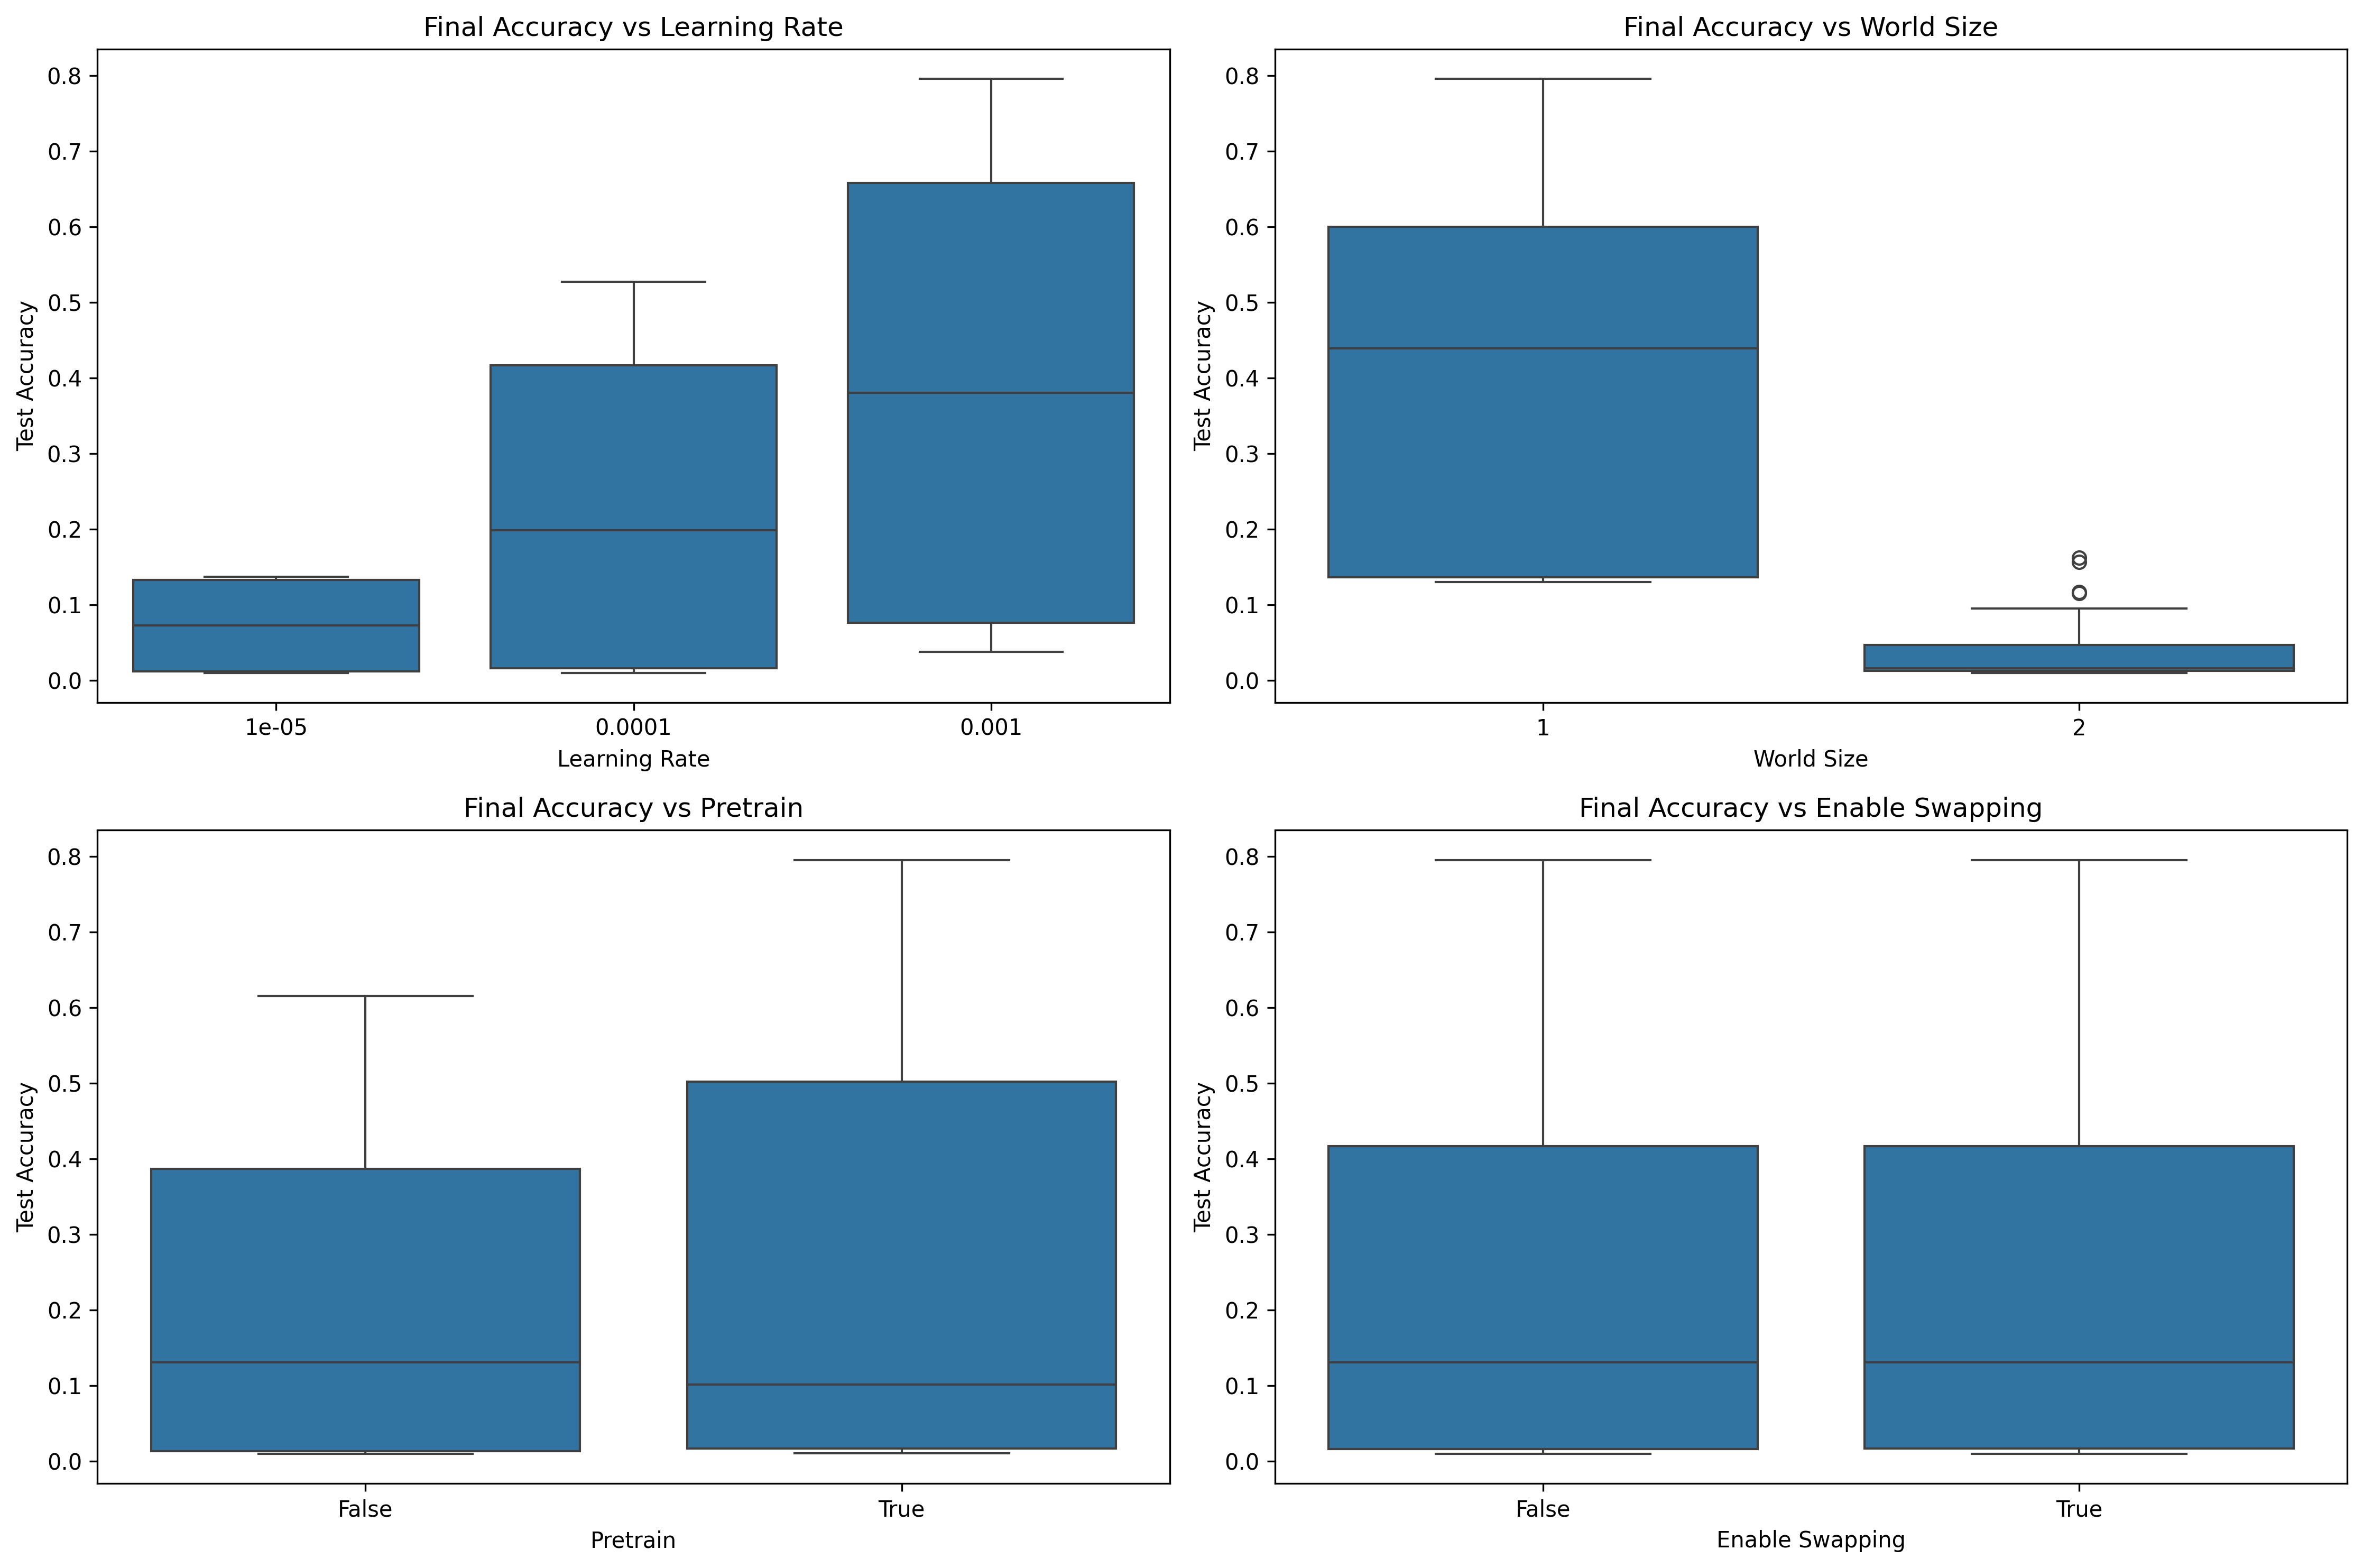 Final Accuracy vs Learning Rate
Test Accuracy
0.8
0.7
0.6
0.5
0.4
0.3
0.2
0.1
0.0
1e-05 0.0001 0.001
Learning Rate
Final Accuracy vs World Size
Test Accuracy
0.8
0.7
0.6
0.5
0.4
0.3
0.2
0.1
0.0
1 2
World Size
Final Accuracy vs Pretrain
Test Accuracy
0.8
0.7
0.6
0.5
0.4
0.3
0.2
0.1
0.0
False True
Pretrain
Final Accuracy vs Enable Swapping
Test Accuracy
0.8
0.7
0.6
0.5
0.4
0.3
0.2
0.1
0.0
False True
Enable Swapping